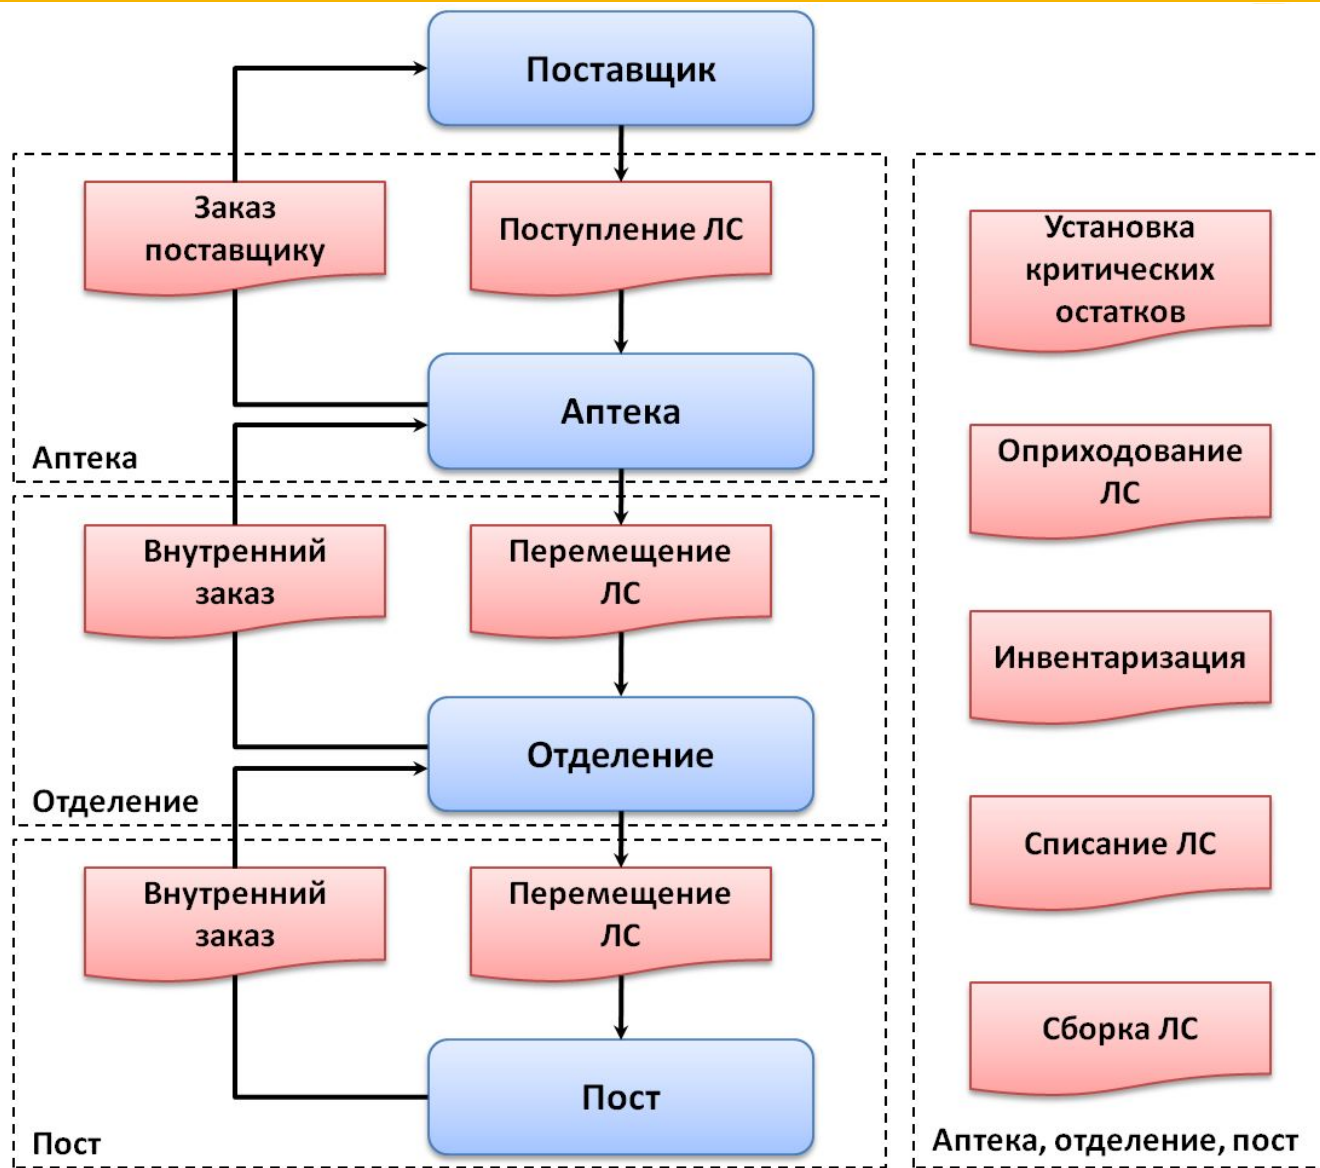 Поставщик
Заказ
поставщику
Поступление ЛС
Аптека
Аптека
Внутренний
заказ
Перемещение
ЛС
Отделение
Отделение
Внутренний
заказ
Перемещение
ЛС
Пост
Пост
Установка
критических
остатков
Оприходование
ЛС
Инвентаризация
Списание ЛС
Сборка ЛС
Аптека, отделение, пост